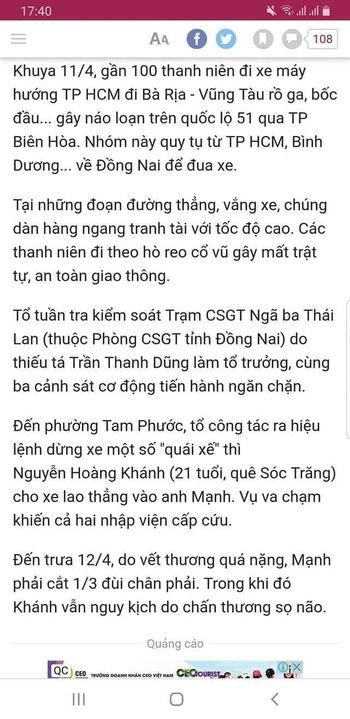 17:40
AA
108
Khuya 11/4, gần 100 thanh niên đi xe máy
hướng TP HCM đi Bà Rịa - Vũng Tàu rồ ga, bốc
đầu... gây náo loạn trên quốc lộ 51 qua TP
Biên Hòa. Nhóm này quy tụ từ TP HCM, Bình
Dương... về Đồng Nai để đua xe.
Tại những đoạn đường thẳng, vắng xe, chúng
dàn hàng ngang tranh tài với tốc độ cao. Các
thanh niên đi theo hò reo cổ vũ gây mất trật
tự, an toàn giao thông.
Tổ tuần tra kiểm soát Trạm CSGT Ngã ba Thái
Lan (thuộc Phòng CSGT tỉnh Đồng Nai) do
thiếu tá Trần Thanh Dũng làm tổ trưởng, cùng
ba cảnh sát cơ động tiến hành ngăn chặn.
Đến phường Tam Phước, tổ công tác ra hiệu
lệnh dừng xe một số "quái xế" thì
Nguyễn Hoàng Khánh (21 tuổi, quê Sóc Trăng)
cho xe lao thẳng vào anh Mạnh. Vụ va chạm
khiến cả hai nhập viện cấp cứu.
Đến trưa 12/4, do vết thương quá nặng, Mạnh
phải cắt 1/3 đùi chân phải. Trong khi đó
Khánh vẫn nguy kịch do chấn thương sọ não.
Quảng cáo
QC CEO TRƯỜNG DOANH NHÂN CEO VIỆT NAM CEOTOURIST